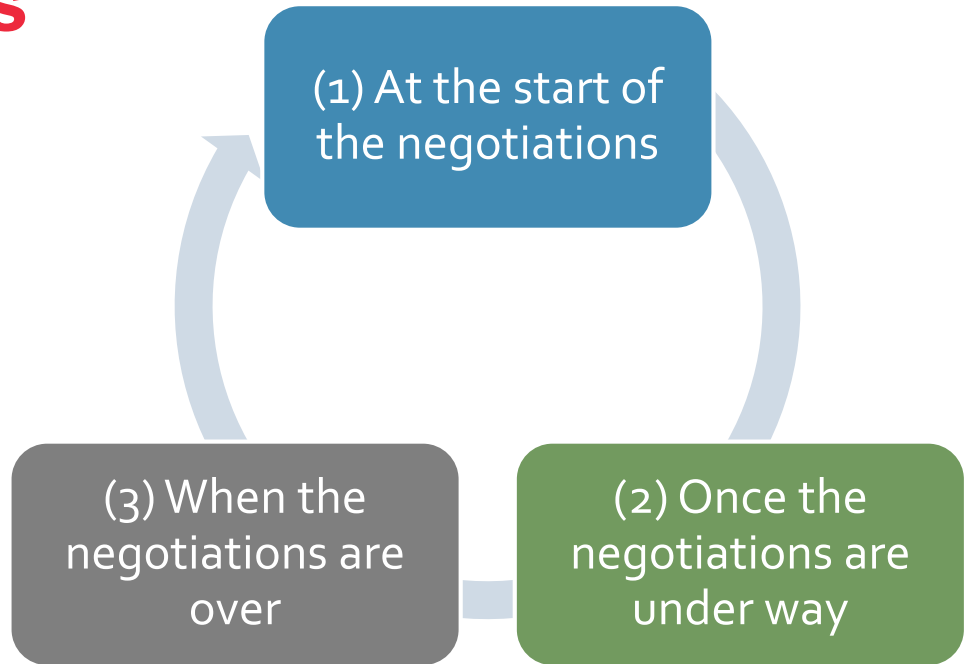 s
(1) At the start of
the negotiations
(2) Once the
negotiations are
under way
(3) When the
negotiations are
over